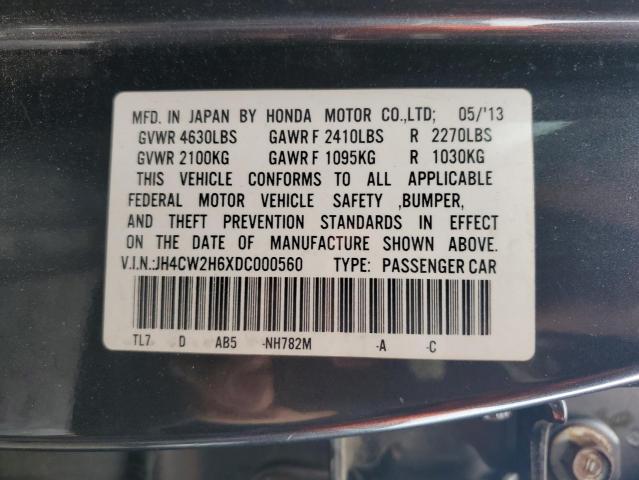 MFD. IN JAPAN BY HONDA MOTOR CO.,LTD; 05/'13
GVWR 4630LBS GAWR F 2410LBS R 2270LBS
GVWR 2100KG GAWR F 1095KG R 1030KG
THIS VEHICLE CONFORMS TO ALL APPLICABLE
FEDERAL MOTOR VEHICLE SAFETY ,BUMPER,
AND THEFT PREVENTION STANDARDS IN EFFECT
ON THE DATE OF MANUFACTURE SHOWN ABOVE.
V.I.N.:JH4CW2H6XDC000560 TYPE: PASSENGER CAR
TL7 D AB5 -NH782M -A -C